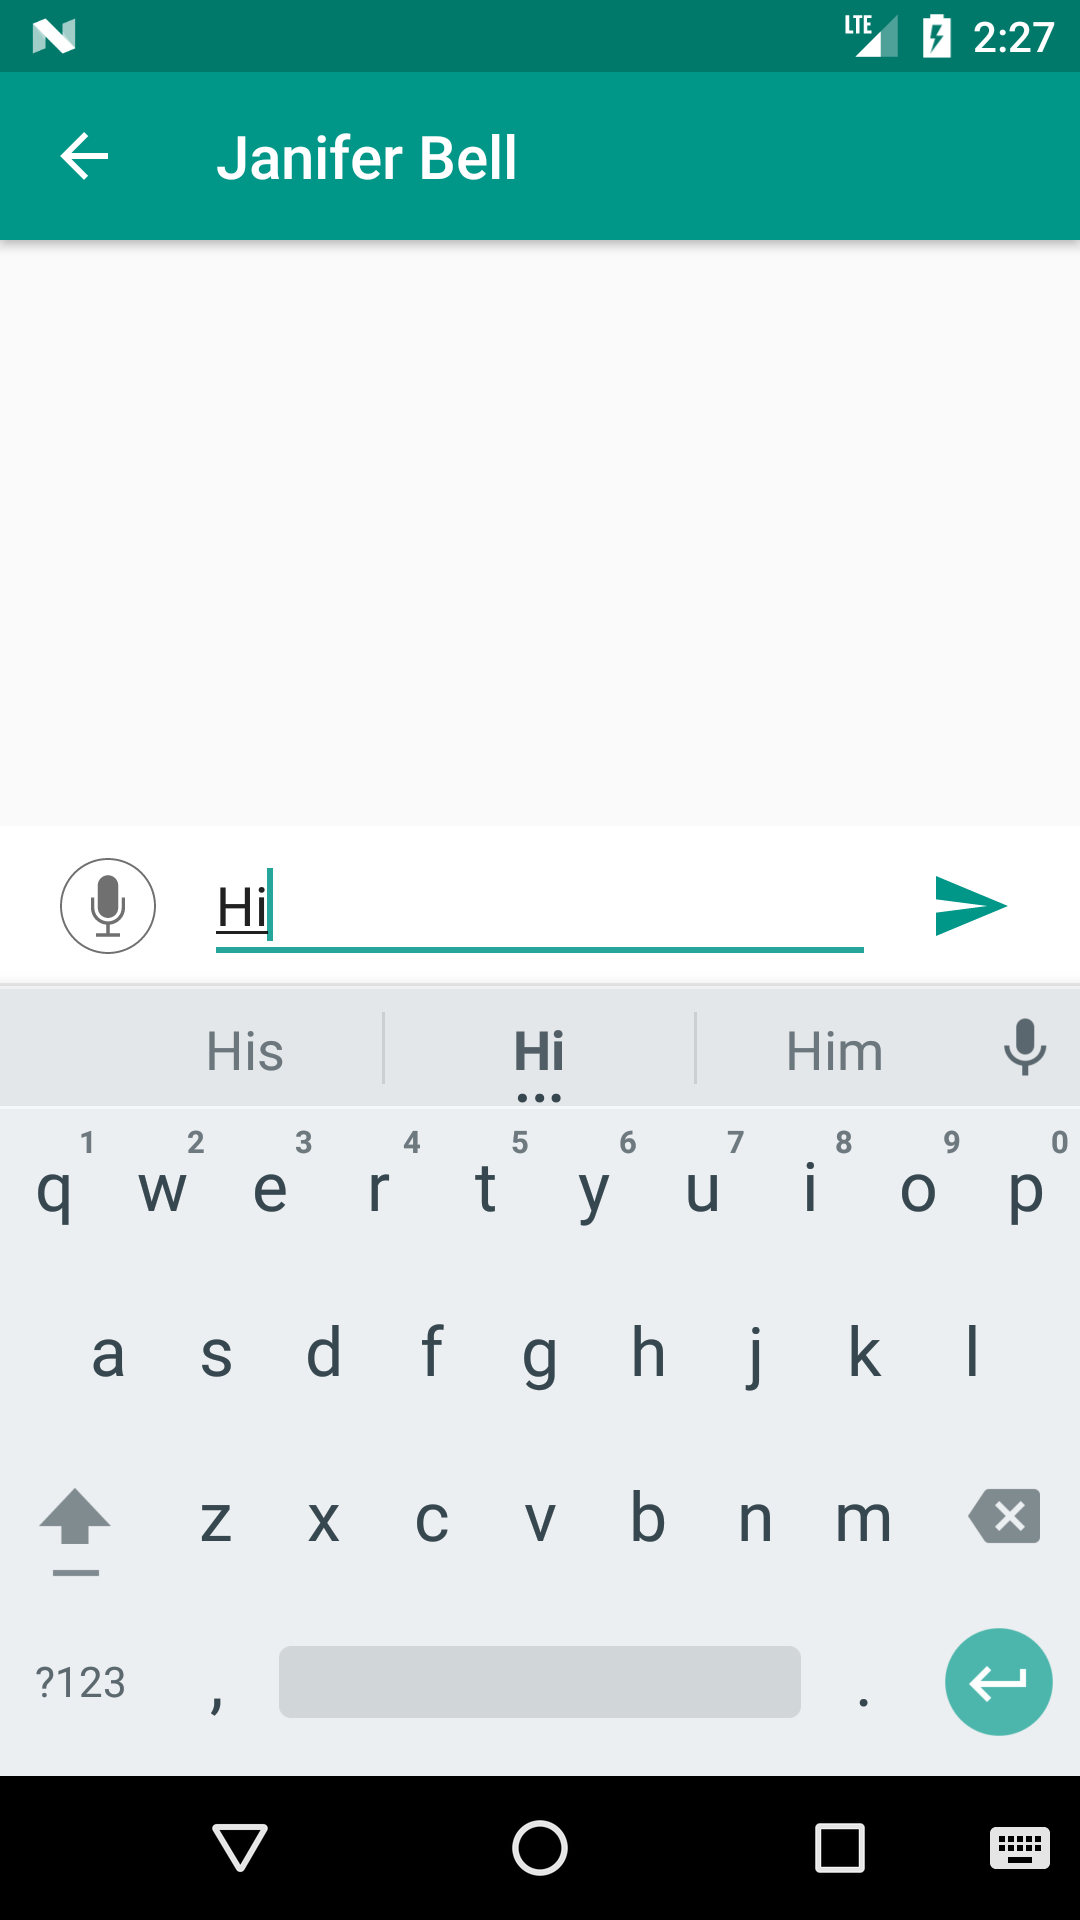 LTE 2:27
Janifer Bell
Hi
His Hi Him
1 2 3 4 5 6 7 8 9 0
q w e r t y u i o p
a s d f g h j k l
z x c v b n m
?123 , .